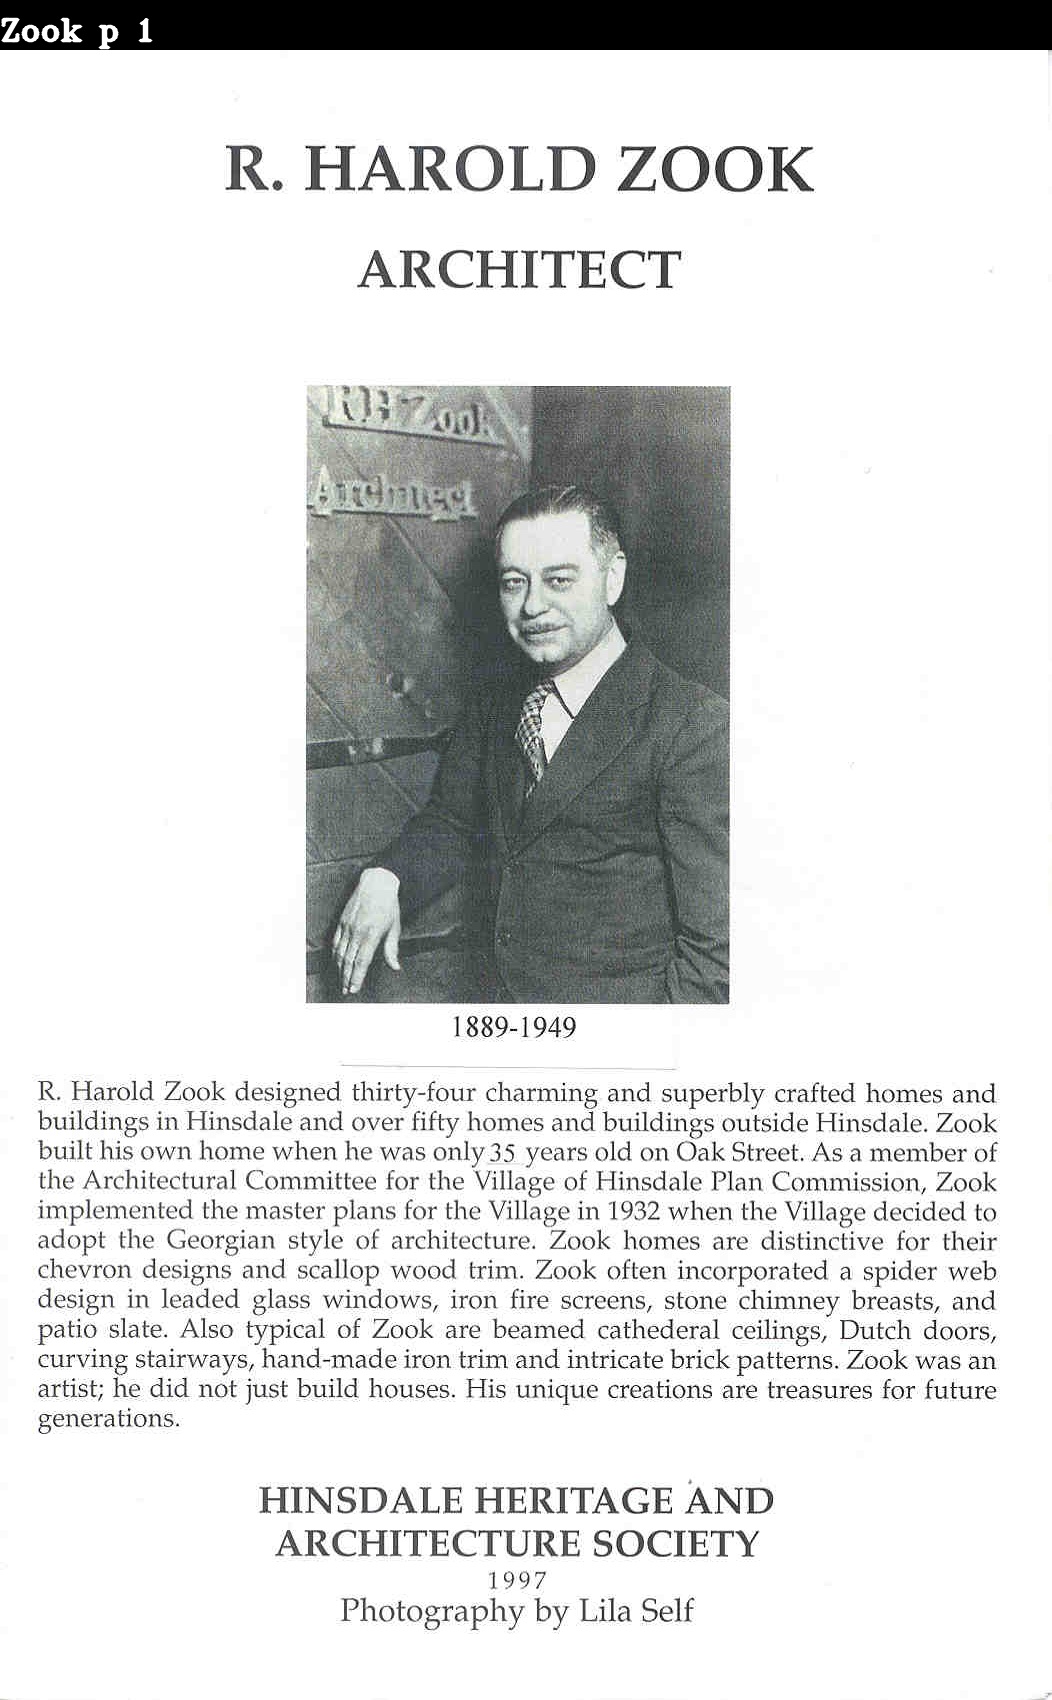 Zook p 1
R. HAROLD ZOOK
ARCHITECT
RH Zook
Architect
1889-1949
R. Harold Zook designed thirty-four charming and superbly crafted homes and
buildings in Hinsdale and over fifty homes and buildings outside Hinsdale. Zook
built his own home when he was only 35 years old on Oak Street. As a member of
the Architectural Committee for the Village of Hinsdale Plan Commission, Zook
implemented the master plans for the Village in 1932 when the Village decided to
adopt the Georgian style of architecture. Zook homes are distinctive for their
chevron designs and scallop wood trim. Zook often incorporated a spider web
design in leaded glass windows, iron fire screens, stone chimney breasts, and
patio slate. Also typical of Zook are beamed cathederal ceilings, Dutch doors,
curving stairways, hand-made iron trim and intricate brick patterns. Zook was an
artist; he did not just build houses. His unique creations are treasures for future
generations.
HINSDALE HERITAGE AND
ARCHITECTURE SOCIETY
1997
Photography by Lila Self